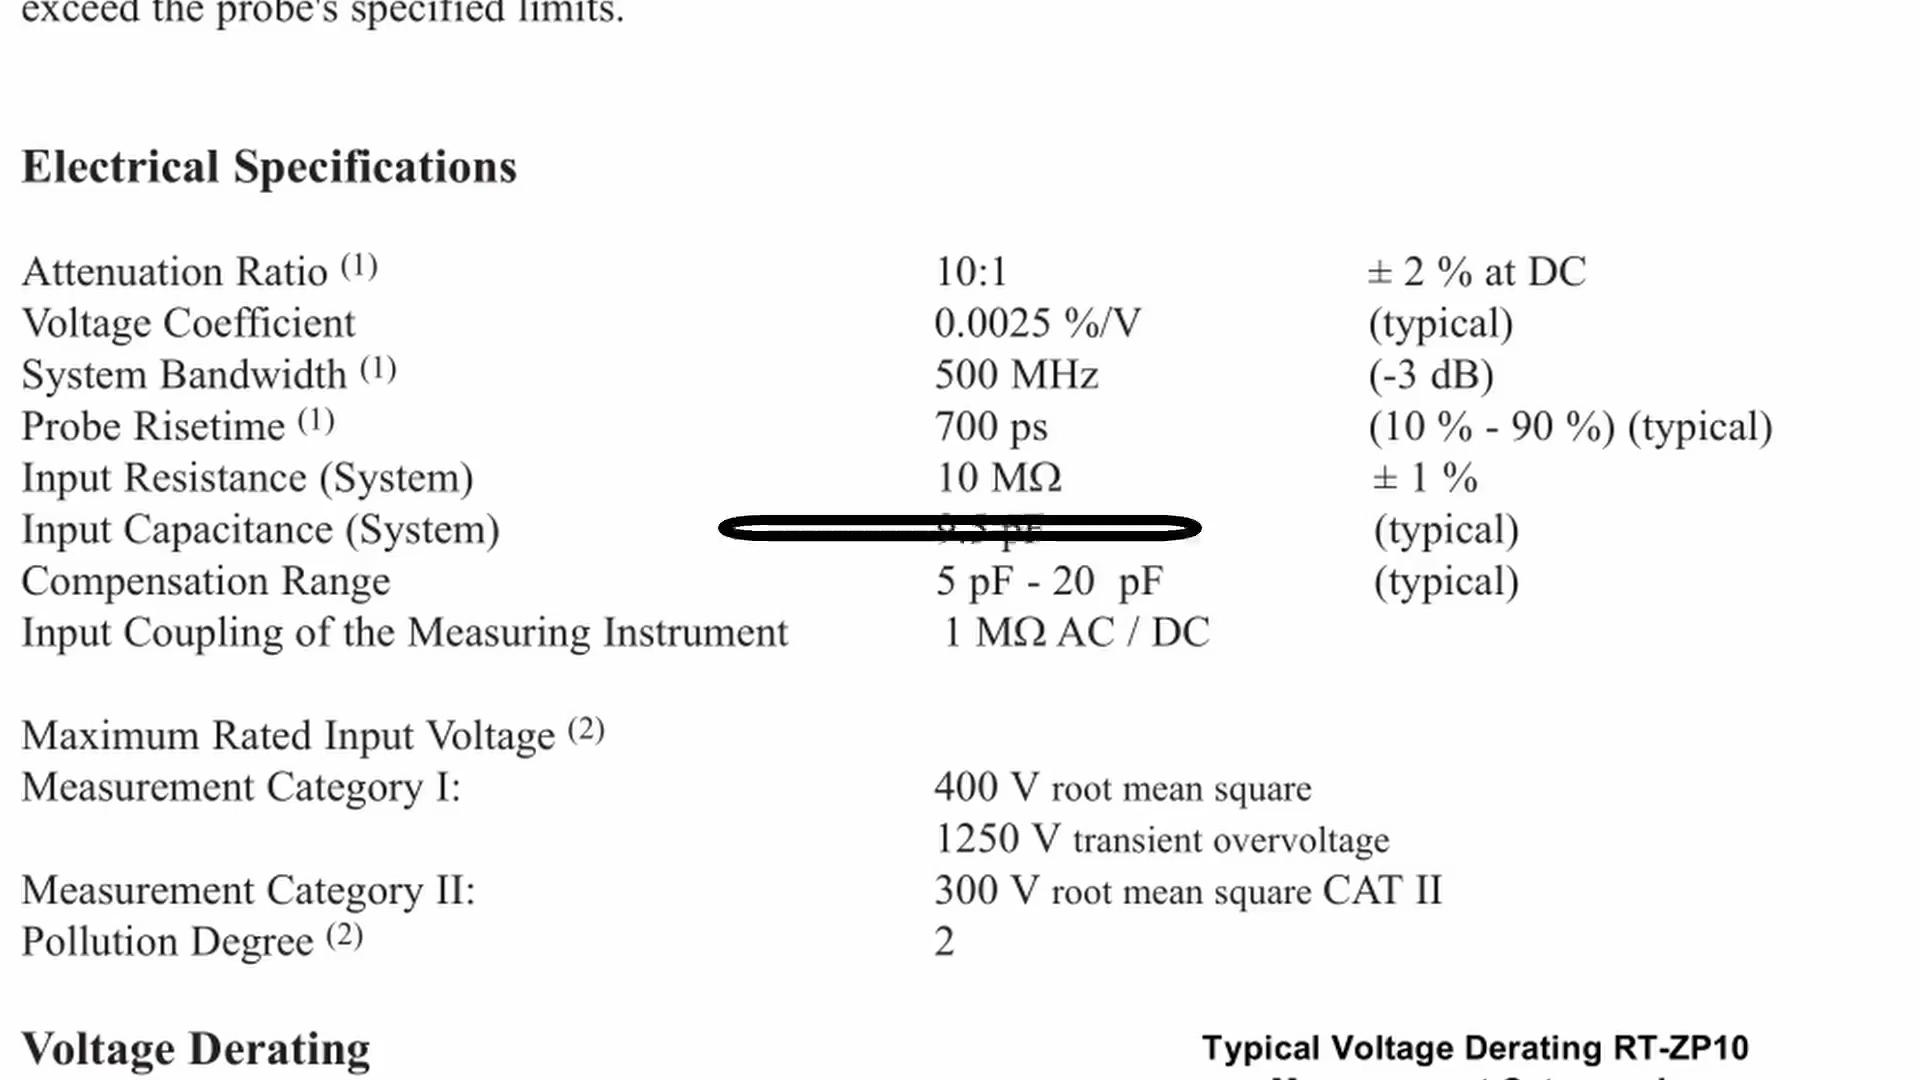 exceed the probe's specified limits.
Electrical Specifications
Attenuation Ratio (1) 10:1 ± 2 % at DC
Voltage Coefficient 0.0025 %/V (typical)
System Bandwidth (1) 500 MHz (-3 dB)
Probe Risetime (1) 700 ps (10 % - 90 %) (typical)
Input Resistance (System) 10 MΩ ± 1 %
Input Capacitance (System) pF (typical)
Compensation Range 5 pF - 20 pF (typical)
Input Coupling of the Measuring Instrument 1 MΩ AC / DC
Maximum Rated Input Voltage (2)
Measurement Category I: 400 V root mean square
1250 V transient overvoltage
Measurement Category II: 300 V root mean square CAT II
Pollution Degree (2) 2
Voltage Derating Typical Voltage Derating RT-ZP10